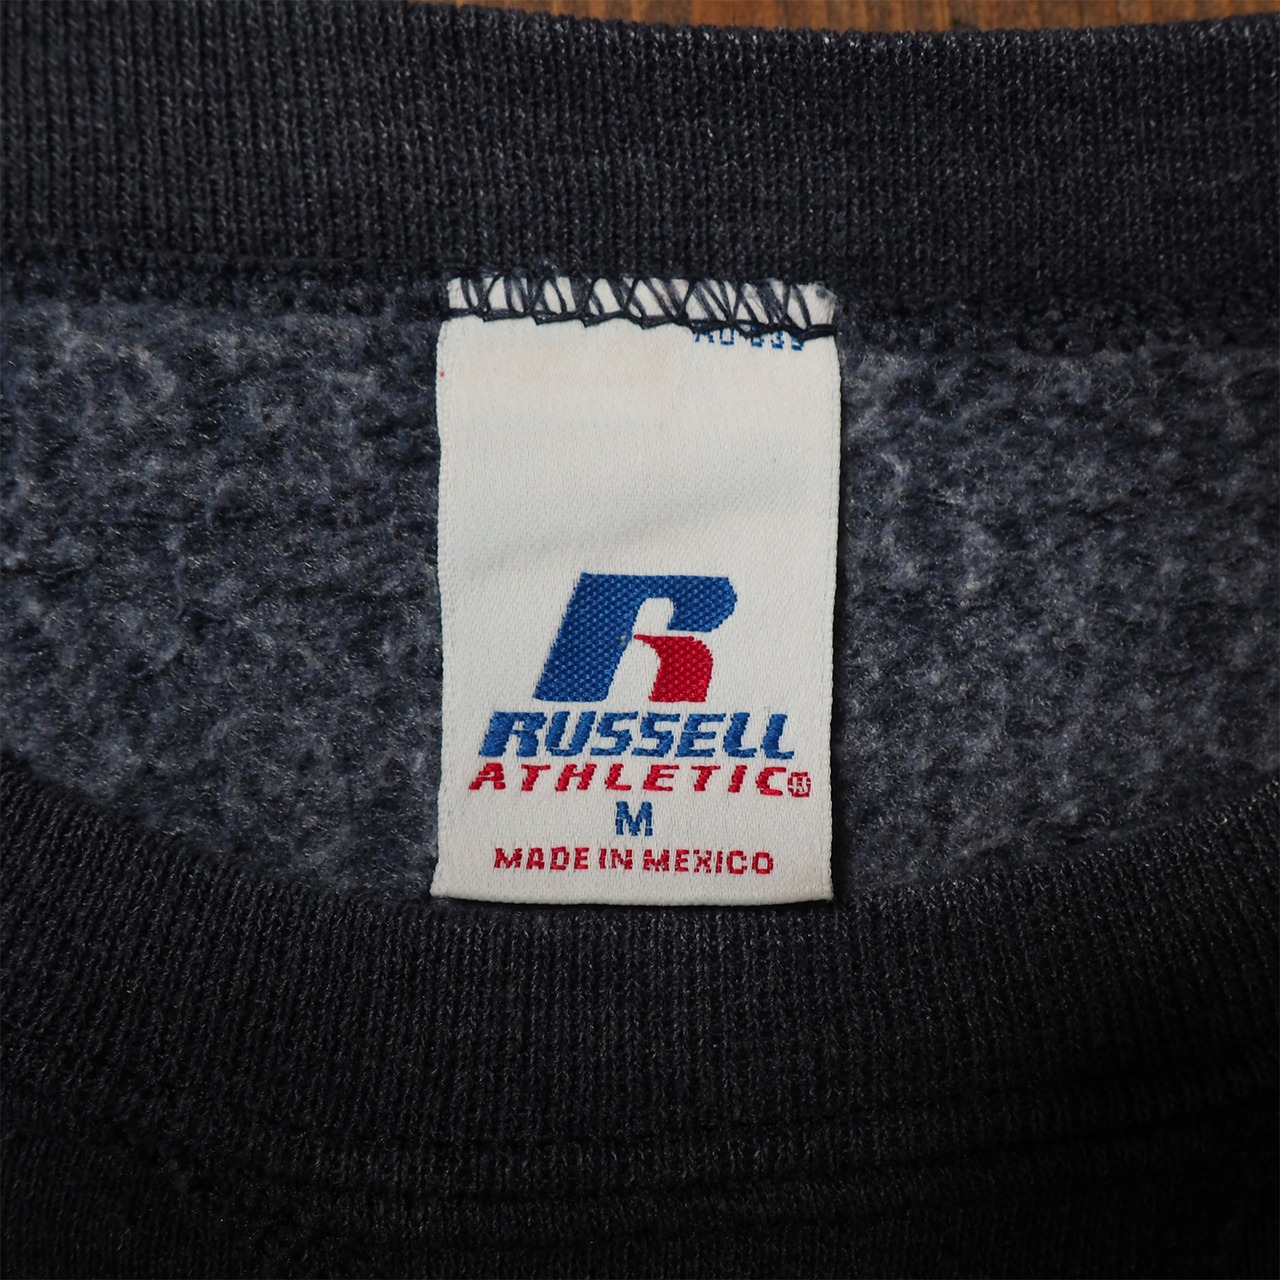 RUSSELL
ATHLETIC®
M
MADE IN MEXICO